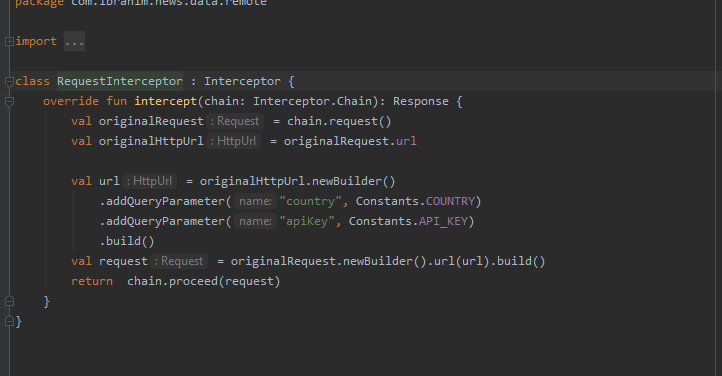 package com.ibrahim.news.data.remote
import ...
class RequestInterceptor : Interceptor {
override fun intercept(chain: Interceptor.Chain): Response {
val originalRequest : Request = chain.request()
val originalHttpUrl : HttpUrl = originalRequest.url
val url : HttpUrl = originalHttpUrl.newBuilder()
.addQueryParameter( name: "country", Constants.COUNTRY)
.addQueryParameter( name: "apiKey", Constants.API_KEY)
.build()
val request : Request = originalRequest.newBuilder().url(url).build()
return chain.proceed(request)
}
}